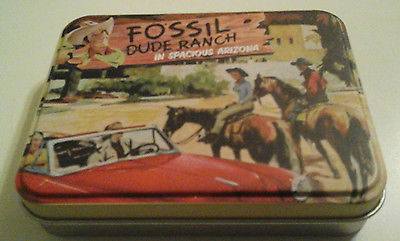 FOSSIL
DUDE RANCH
IN SPACIOUS ARIZONA